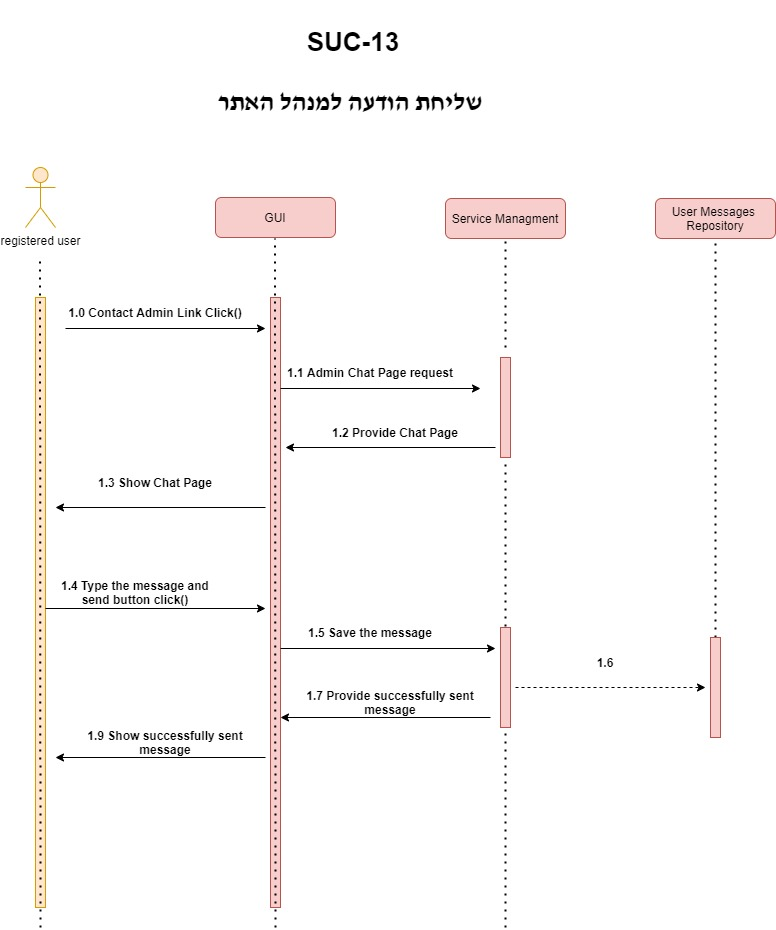 SUC-13
שליחת הודעה למנהל האתר
registered user
GUI
Service Managment
User Messages
Repository
1.0 Contact Admin Link Click()
1.1 Admin Chat Page request
1.2 Provide Chat Page
1.3 Show Chat Page
1.4 Type the message and
send button click()
1.5 Save the message
1.6
1.7 Provide successfully sent
message
1.9 Show successfully sent
message